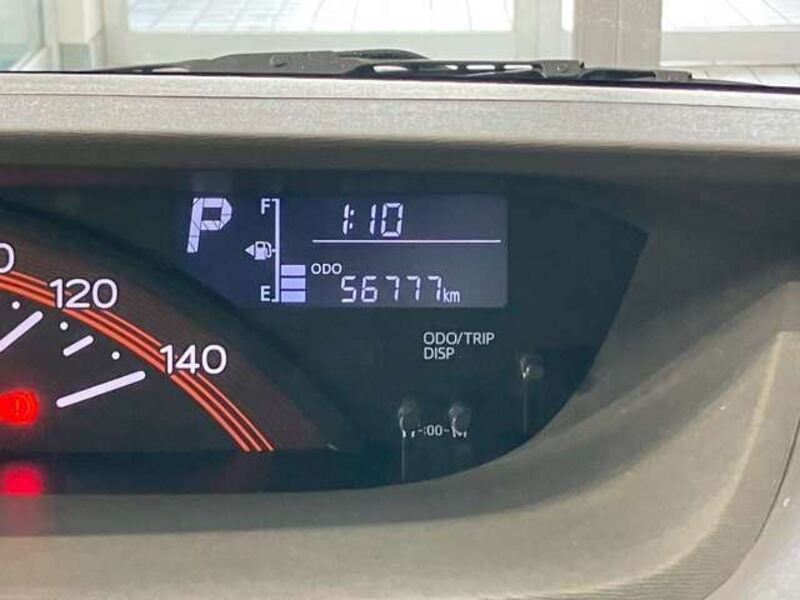 P
F
1:10
ODO
E
56777km
120
140
ODO/TRIP
DISP